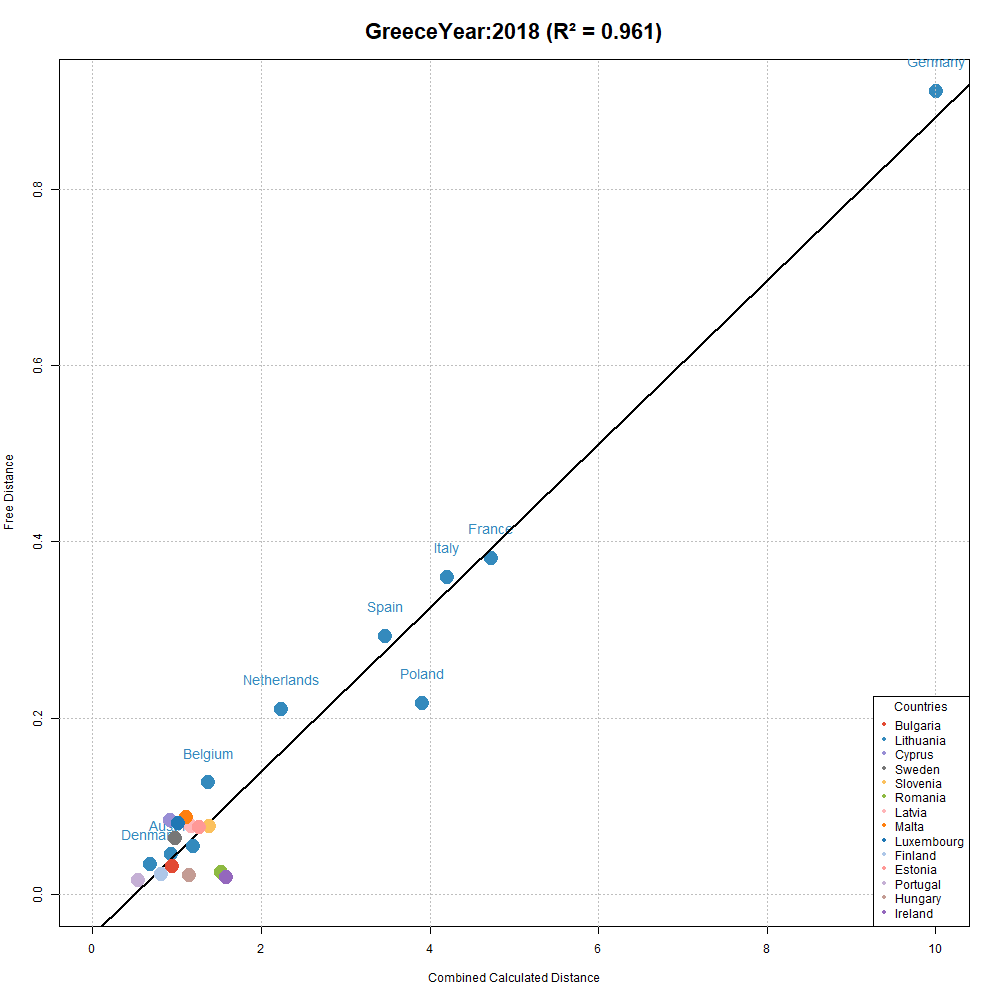 GreeceYear:2018 (R² = 0.961)
Germany
France
Italy
Spain
Poland
Netherlands
Belgium
Denmark
0.8
0.6
0.4
0.2
0.0
Free Distance
0 2 4 6 8 10
Combined Calculated Distance
Countries
Bulgaria
Lithuania
Cyprus
Sweden
Slovenia
Romania
Latvia
Malta
Luxembourg
Finland
Estonia
Portugal
Hungary
Ireland